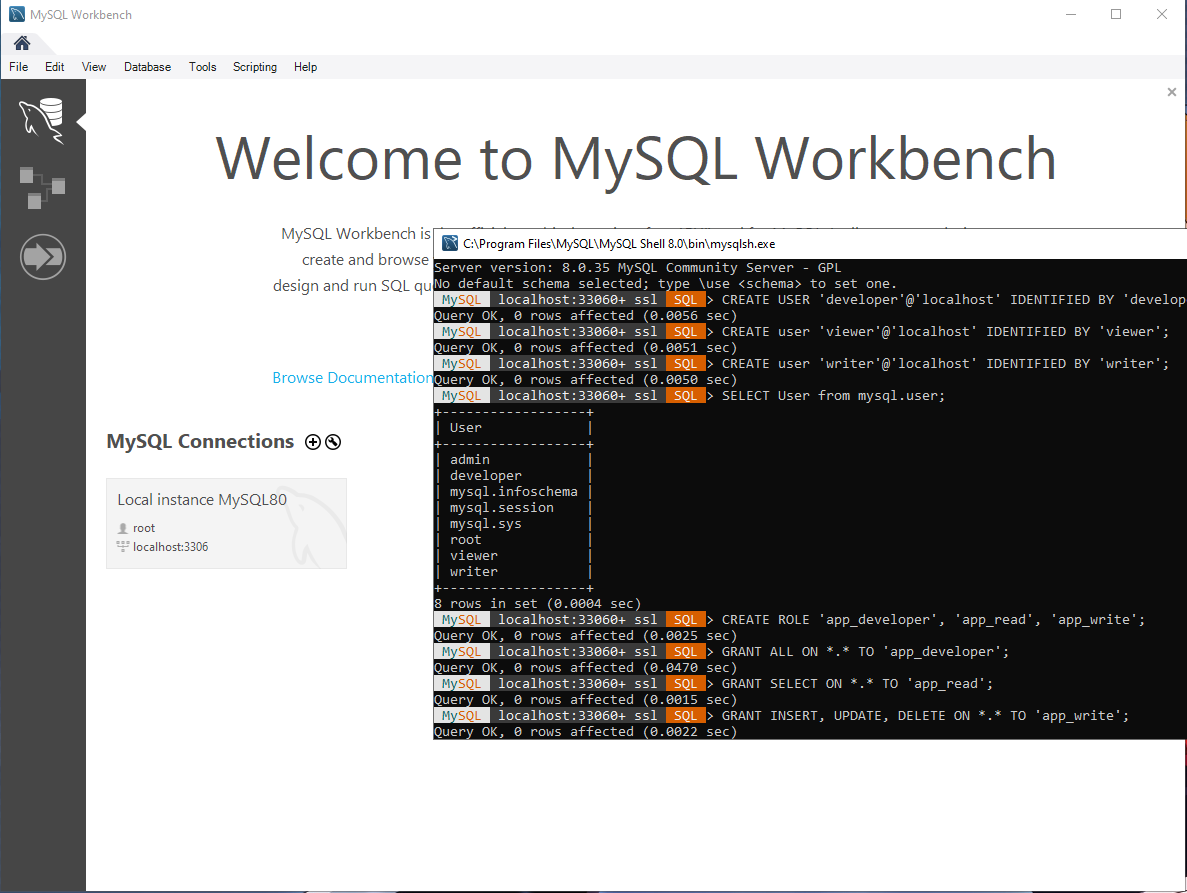 MySQL Workbench
File Edit View Database Tools Scripting Help
Welcome to MySQL Workbench
MySQL Workbench is
create and browse
design and run SQL qu
Browse Documentation
MySQL Connections
Local instance MySQL80
root
localhost:3306
C:\Program Files\MySQL\MySQL Shell 8.0\bin\mysqlsh.exe
Server version: 8.0.35 MySQL Community Server - GPL
No default schema selected; type \use <schema> to set one.
MySQL localhost:33060+ ssl SQL > CREATE USER 'developer'@'localhost' IDENTIFIED BY 'develop
Query OK, 0 rows affected (0.0056 sec)
MySQL localhost:33060+ ssl SQL > CREATE user 'viewer'@'localhost' IDENTIFIED BY 'viewer';
Query OK, 0 rows affected (0.0051 sec)
MySQL localhost:33060+ ssl SQL > CREATE user 'writer'@'localhost' IDENTIFIED BY 'writer';
Query OK, 0 rows affected (0.0050 sec)
MySQL localhost:33060+ ssl SQL > SELECT User from mysql.user;
+------------------+
| User             |
+------------------+
| admin            |
| developer        |
| mysql.infoschema |
| mysql.session    |
| mysql.sys        |
| root             |
| viewer           |
| writer           |
+------------------+
8 rows in set (0.0004 sec)
MySQL localhost:33060+ ssl SQL > CREATE ROLE 'app_developer', 'app_read', 'app_write';
Query OK, 0 rows affected (0.0025 sec)
MySQL localhost:33060+ ssl SQL > GRANT ALL ON *.* TO 'app_developer';
Query OK, 0 rows affected (0.0470 sec)
MySQL localhost:33060+ ssl SQL > GRANT SELECT ON *.* TO 'app_read';
Query OK, 0 rows affected (0.0015 sec)
MySQL localhost:33060+ ssl SQL > GRANT INSERT, UPDATE, DELETE ON *.* TO 'app_write';
Query OK, 0 rows affected (0.0022 sec)